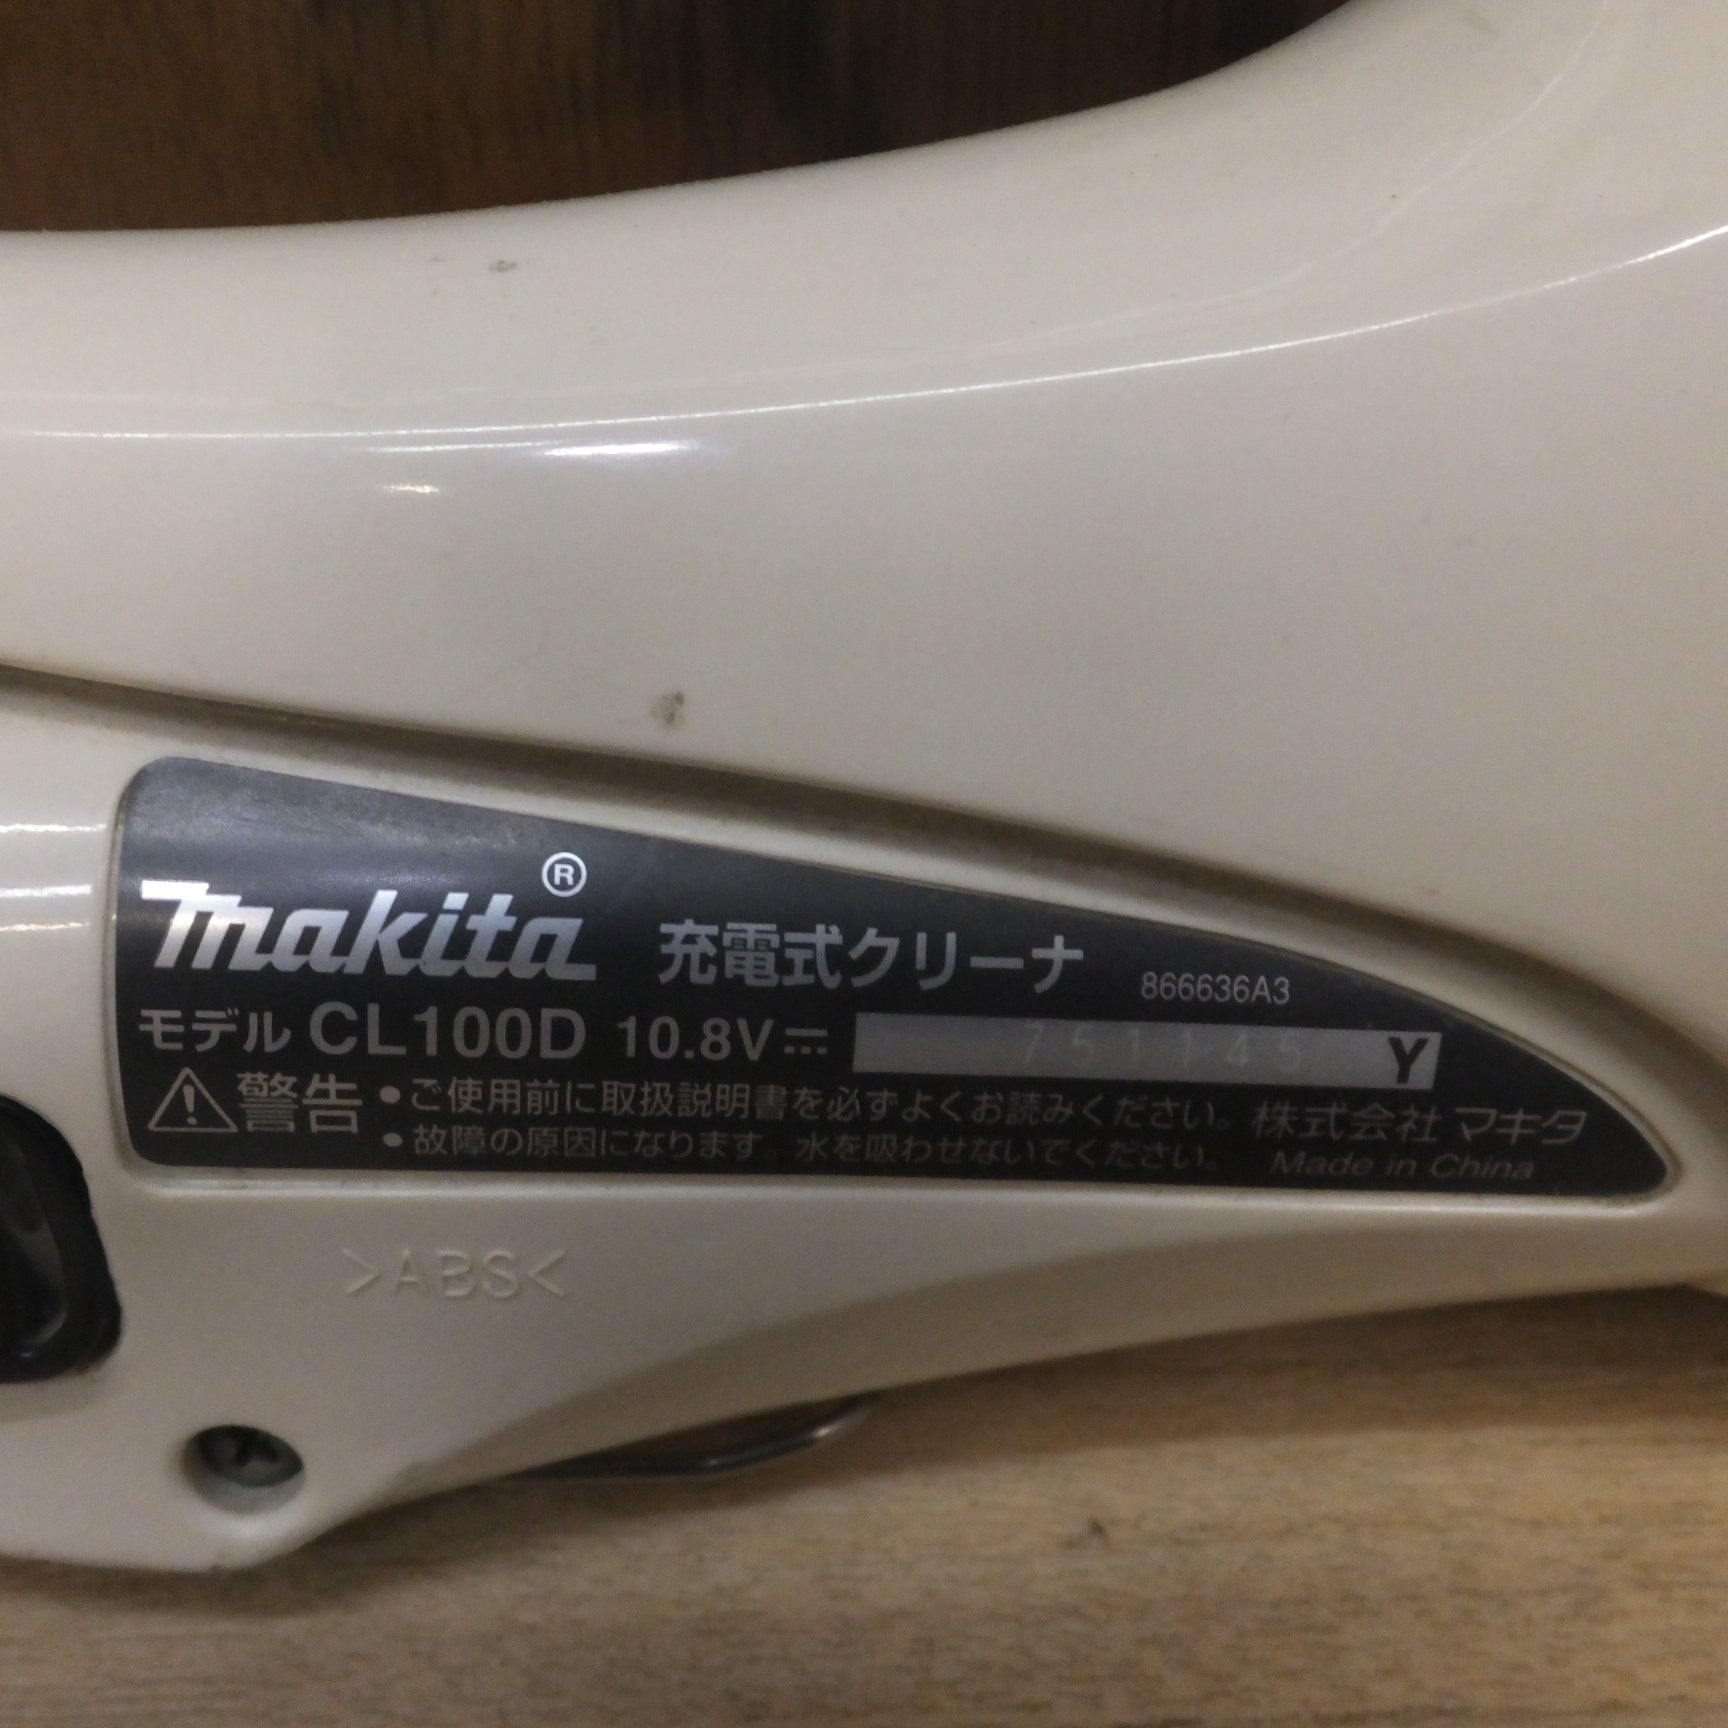 makita® 充電式クリーナ 866636A3
モデル CL100D 10.8V⎓ 751145 Y
⚠警告 ●ご使用前に取扱説明書を必ずよくお読みください。 株式会社 マキタ
●故障の原因になります。水を吸わせないでください。 Made in China
>ABS<